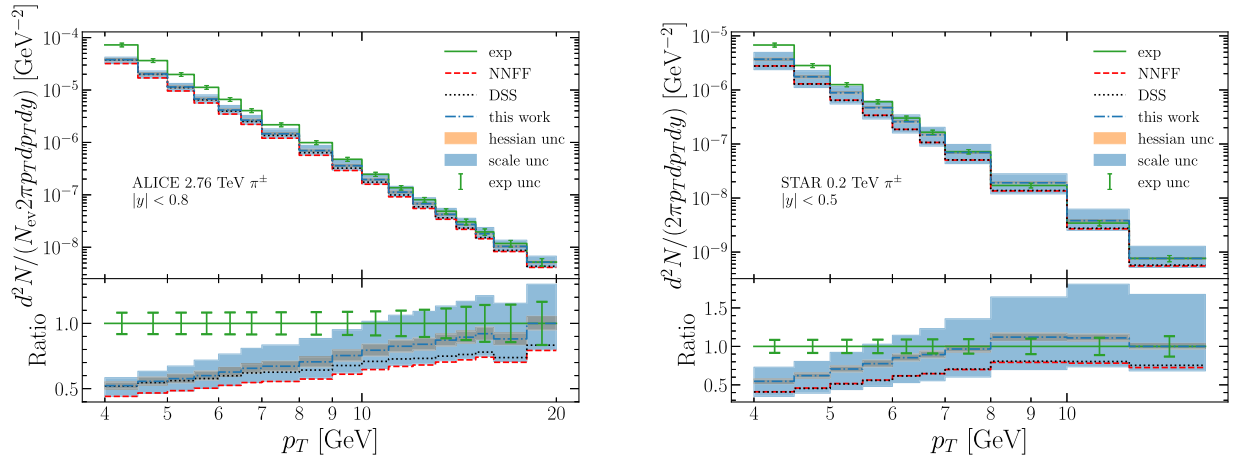 d²N/(N_ev 2πp_T dp_T dy) [GeV⁻²]
10⁻⁴
10⁻⁵
10⁻⁶
10⁻⁷
10⁻⁸
exp
NNFF
DSS
this work
hessian unc
scale unc
exp unc
ALICE 2.76 TeV π±
|y| < 0.8
Ratio
1.0
0.5
4 5 6 7 8 9 10 20
p_T [GeV]
d²N/(2πp_T dp_T dy) [GeV⁻²]
10⁻⁵
10⁻⁶
10⁻⁷
10⁻⁸
10⁻⁹
exp
NNFF
DSS
this work
hessian unc
scale unc
exp unc
STAR 0.2 TeV π±
|y| < 0.5
Ratio
1.5
1.0
0.5
4 5 6 7 8 9 10
p_T [GeV]